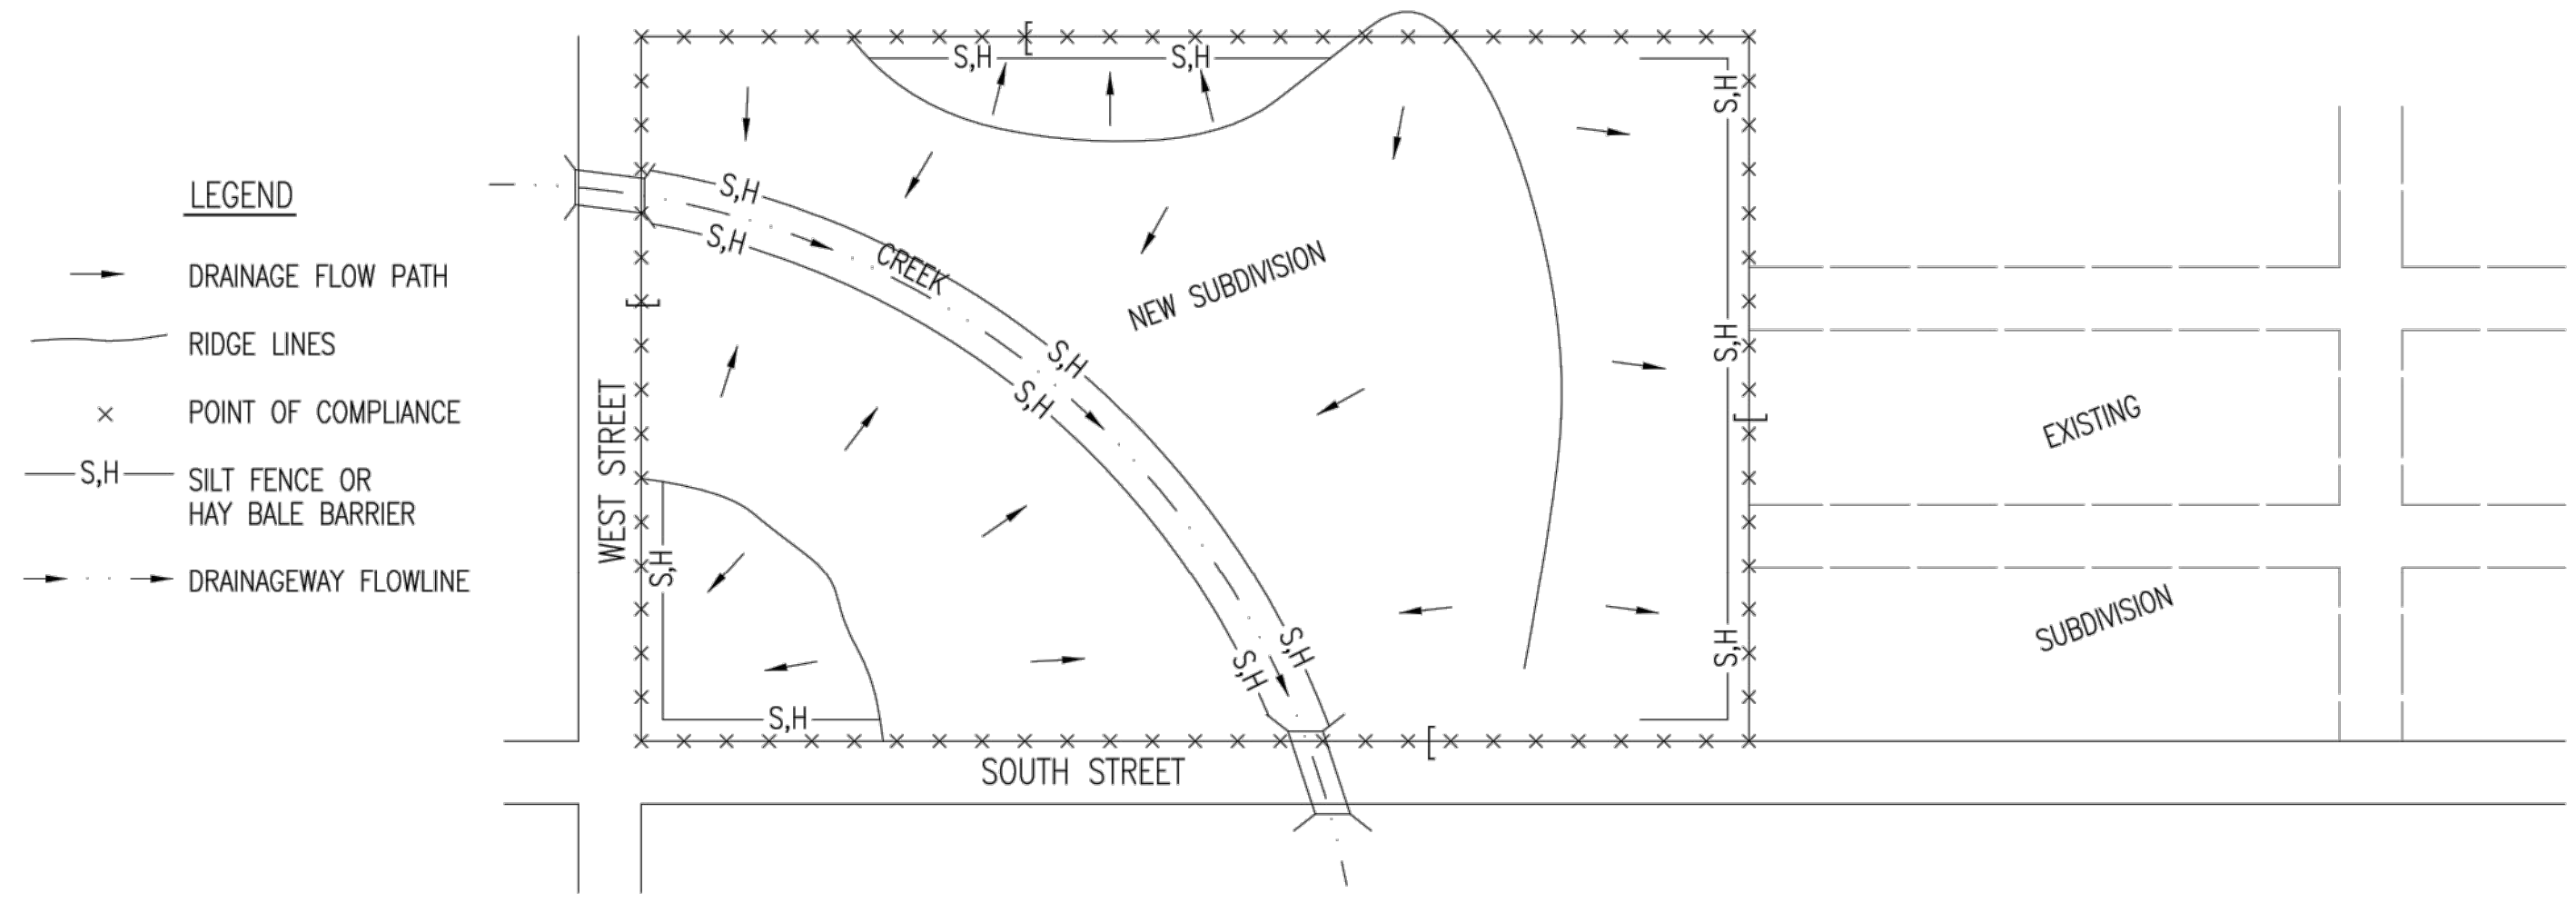 LEGEND
DRAINAGE FLOW PATH
RIDGE LINES
POINT OF COMPLIANCE
S,H
SILT FENCE OR
HAY BALE BARRIER
DRAINAGEWAY FLOWLINE
S,H
S,H
S,H
S,H
S,H
CREEK
NEW SUBDIVISION
S,H
S,H
S,H
WEST STREET
EXISTING
S,H
S,H
S,H
S,H
S,H
SUBDIVISION
S,H
SOUTH STREET